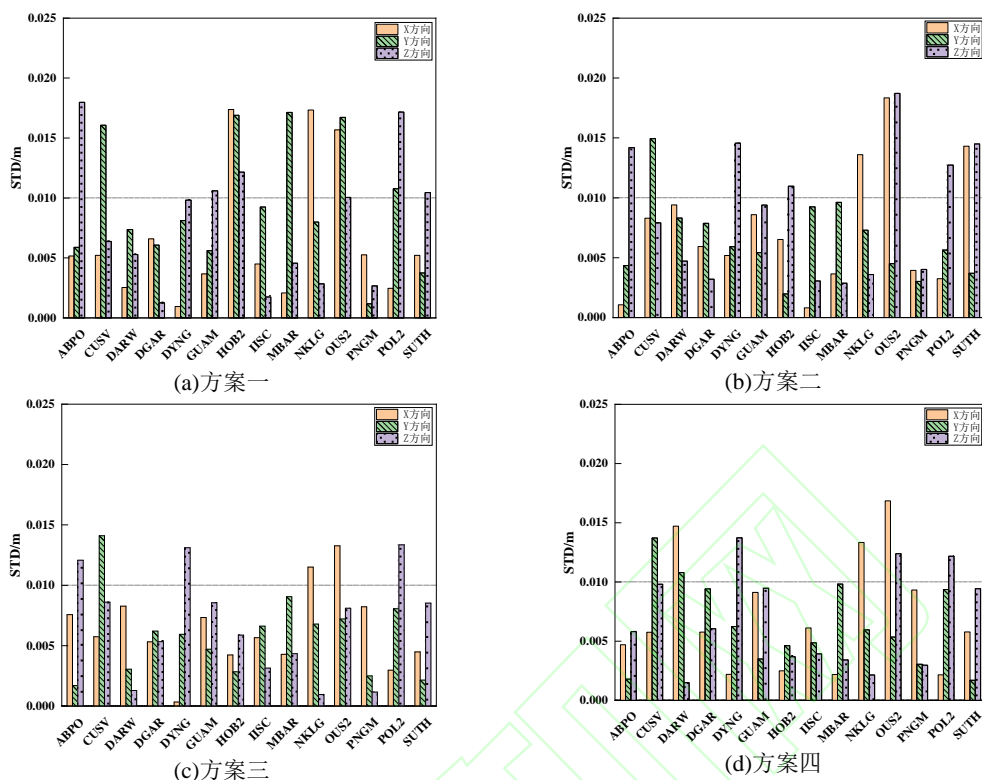 0.025
0.020
0.015
0.010
0.005
0.000
STD/m
X方向
Y方向
Z方向
ABPO
CUSV
DARW
DGAR
DYNG
GUAM
HOB2
IISC
MBAR
NKLG
OUS2
PNGM
POL2
SUTH
(a)方案一
0.025
0.020
0.015
0.010
0.005
0.000
STD/m
X方向
Y方向
Z方向
ABPO
CUSV
DARW
DGAR
DYNG
GUAM
HOB2
IISC
MBAR
NKLG
OUS2
PNGM
POL2
SUTH
(b)方案二
0.025
0.020
0.015
0.010
0.005
0.000
STD/m
X方向
Y方向
Z方向
ABPO
CUSV
DARW
DGAR
DYNG
GUAM
HOB2
IISC
MBAR
NKLG
OUS2
PNGM
POL2
SUTH
(c)方案三
0.025
0.020
0.015
0.010
0.005
0.000
STD/m
X方向
Y方向
Z方向
ABPO
CUSV
DARW
DGAR
DYNG
GUAM
HOB2
IISC
MBAR
NKLG
OUS2
PNGM
POL2
SUTH
(d)方案四